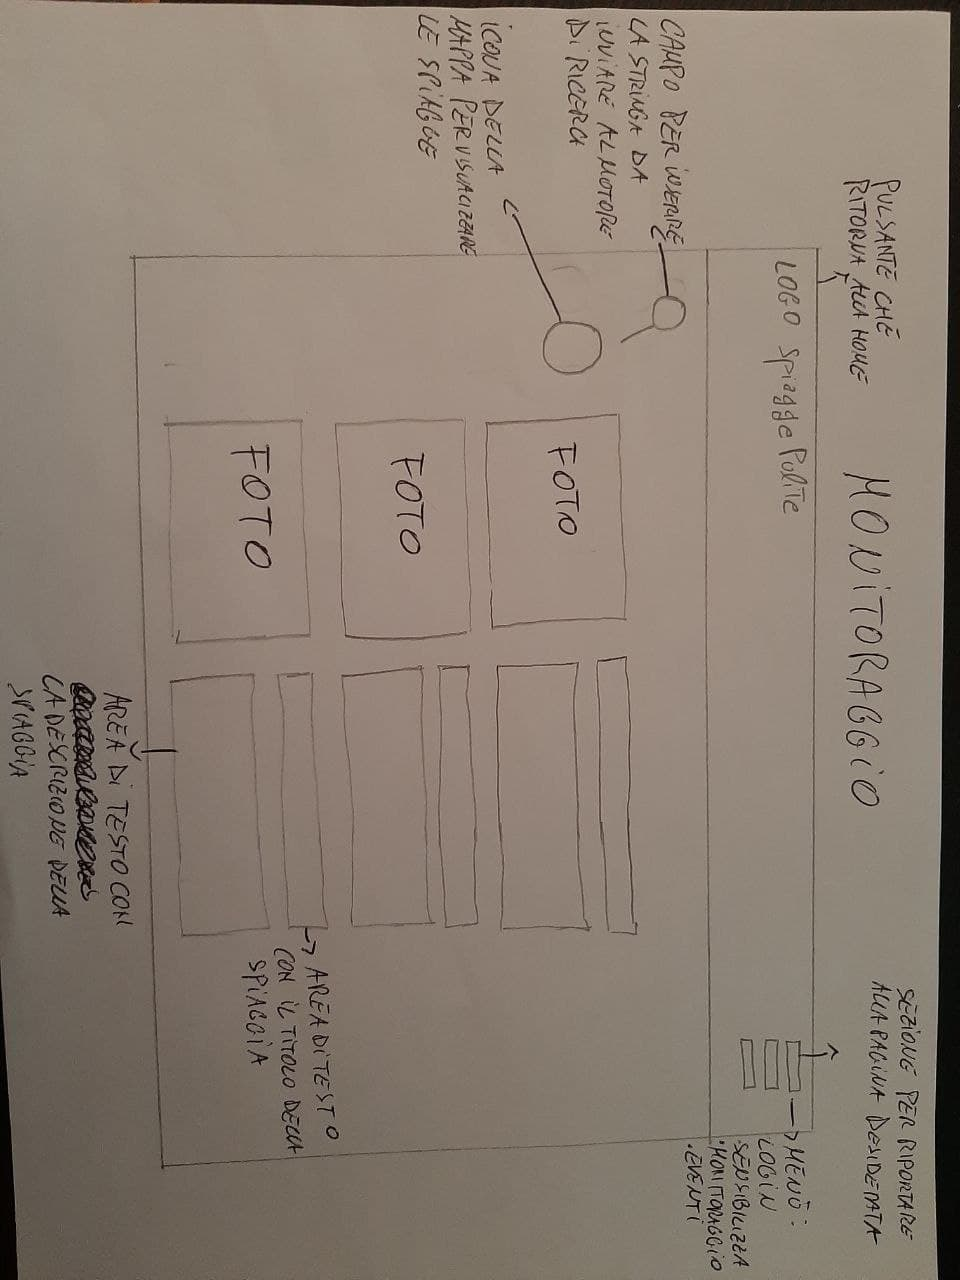 MONITORAGGIO
PULSANTE CHE
RITORNA ALLA HOME
SEZIONE PER RIPORTARE
ALLA PAGINA DESIDERATA
LOGO SpiaggePulite
MENÙ:
LOGIN
SENSIBILIZZA
MONITORAGGIO
EVENTI
CAMPO PER INSERIRE
LA STRINGA DA
INVIARE AL MOTORE
DI RICERCA
ICONA DELLA
MAPPA PER VISUALIZZARE
LE SPIAGGE
FOTO
FOTO
FOTO
AREA DI TESTO
CON IL TITOLO DELLA
SPIAGGIA
AREA DI TESTO CON
LA DESCRIZIONE DELLA
SPIAGGIA